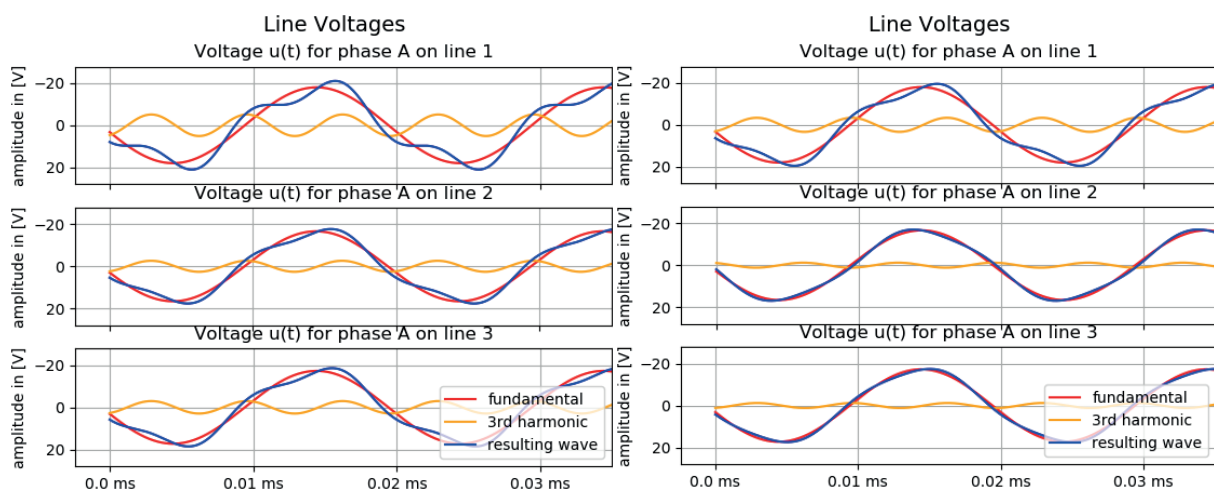 Line Voltages
Voltage u(t) for phase A on line 1
amplitude in [V]
−20
0
20
Voltage u(t) for phase A on line 2
amplitude in [V]
−20
0
20
Voltage u(t) for phase A on line 3
amplitude in [V]
−20
0
20
fundamental
3rd harmonic
resulting wave
0.0 ms
0.01 ms
0.02 ms
0.03 ms
Line Voltages
Voltage u(t) for phase A on line 1
amplitude in [V]
−20
0
20
Voltage u(t) for phase A on line 2
amplitude in [V]
−20
0
20
Voltage u(t) for phase A on line 3
amplitude in [V]
−20
0
20
fundamental
3rd harmonic
resulting wave
0.0 ms
0.01 ms
0.02 ms
0.03 ms